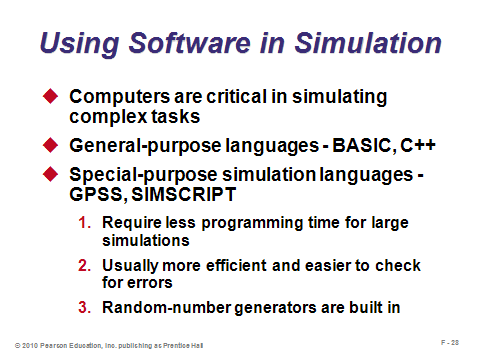 Using Software in Simulation
Computers are critical in simulating
complex tasks
General-purpose languages - BASIC, C++
Special-purpose simulation languages -
GPSS, SIMSCRIPT
1. Require less programming time for large
simulations
2. Usually more efficient and easier to check
for errors
3. Random-number generators are built in
© 2010 Pearson Education, Inc. publishing as Prentice Hall
F - 28